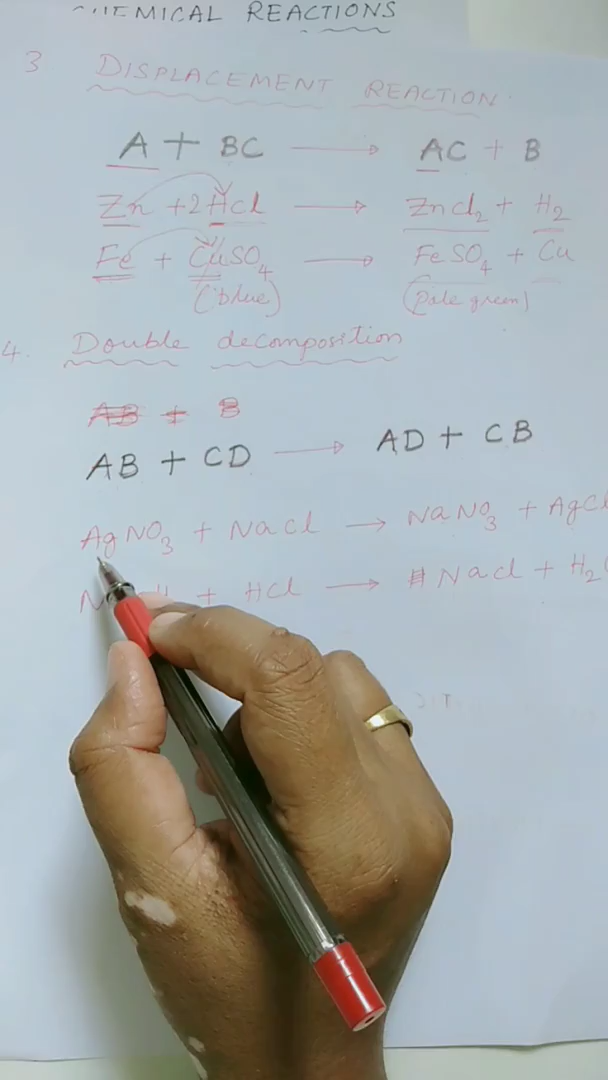 CHEMICAL REACTIONS
3 DISPLACEMENT REACTION
A + BC → AC + B
Zn + 2HCl → ZnCl2 + H2
Fe + CuSO4 → FeSO4 + Cu
(blue) (pale green)
4. Double decomposition
AB + CD → AD + CB
AgNO3 + NaCl → NaNO3 + AgCl
+ HCl → NaCl + H2